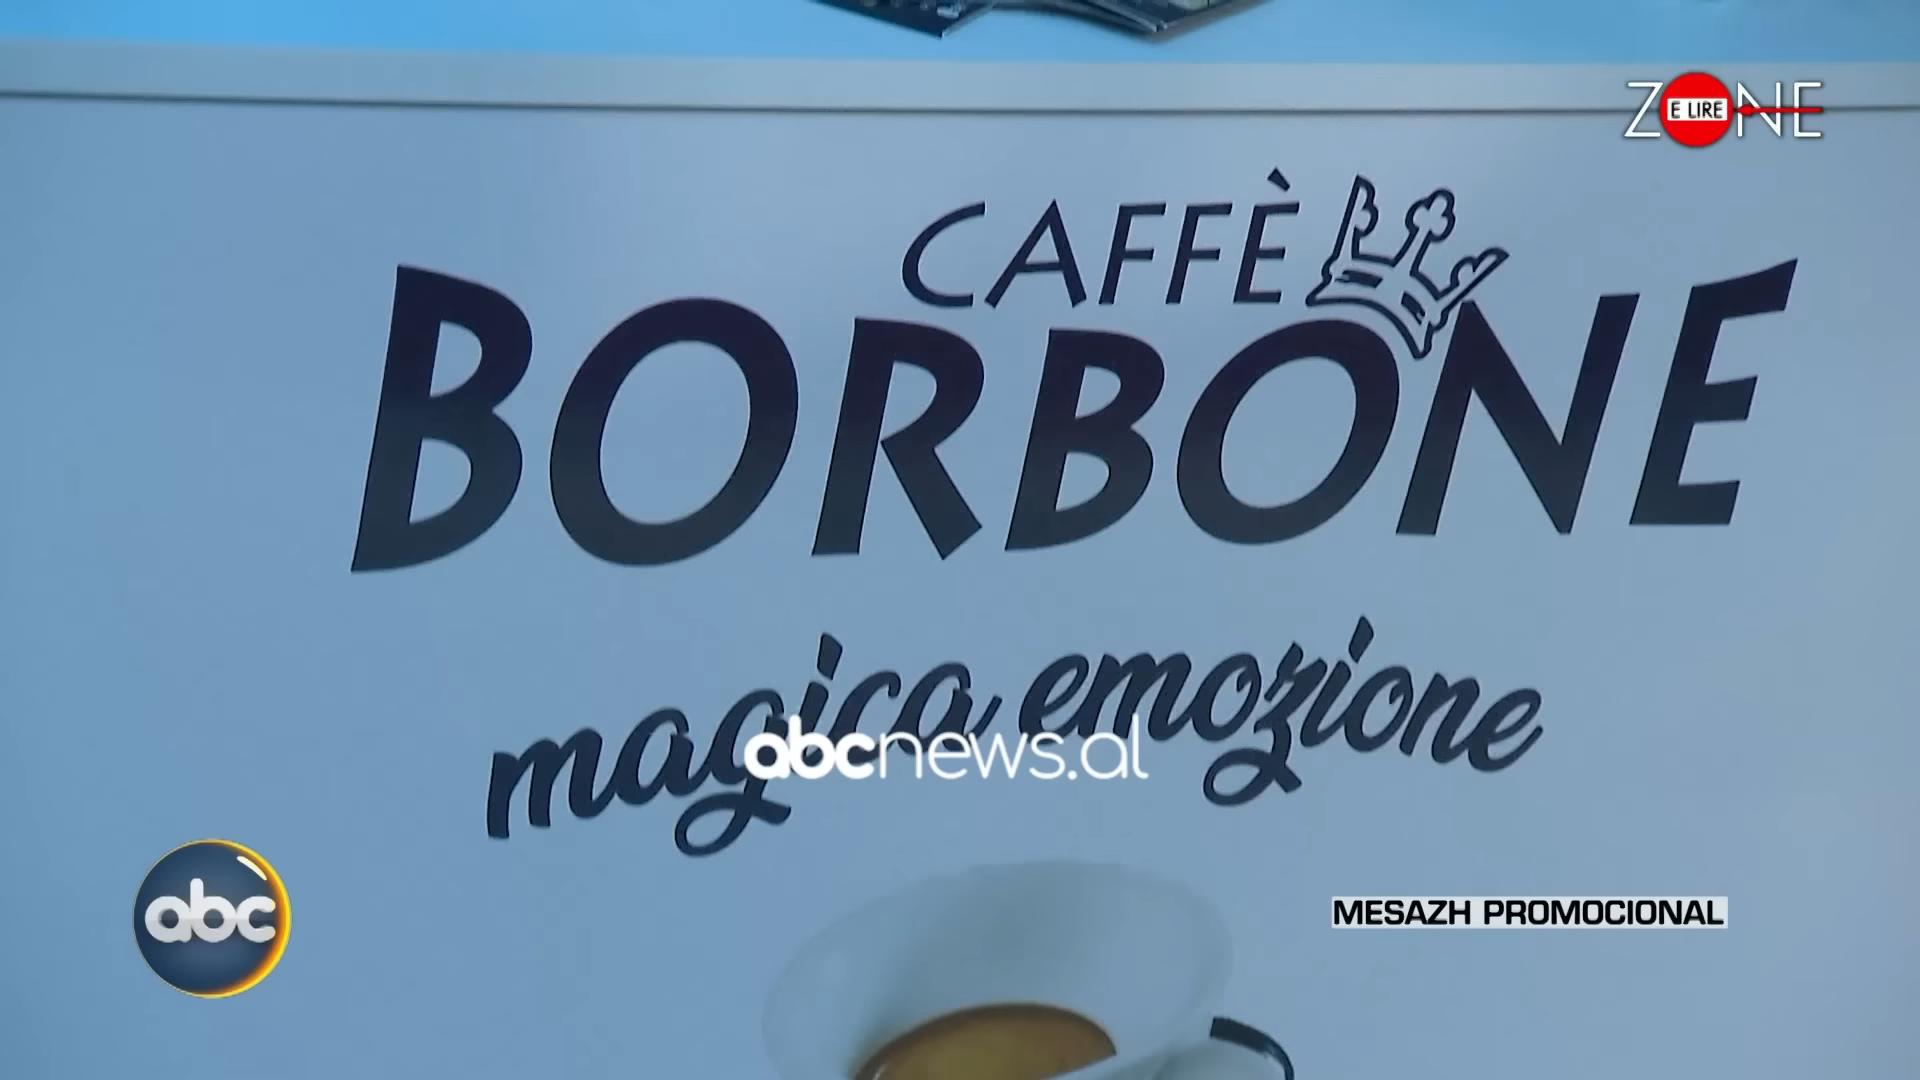 ZONE
E LIRE
CAFFÈ
BORBONE
magica emozione
abcnews.al
abc
MESAZH PROMOCIONAL